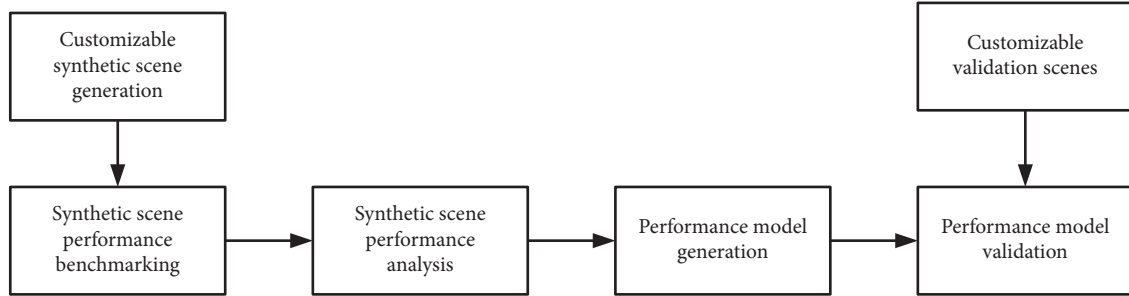 Customizable
synthetic scene
generation
Customizable
validation scenes
Synthetic scene
performance
benchmarking
Synthetic scene
performance
analysis
Performance model
generation
Performance model
validation